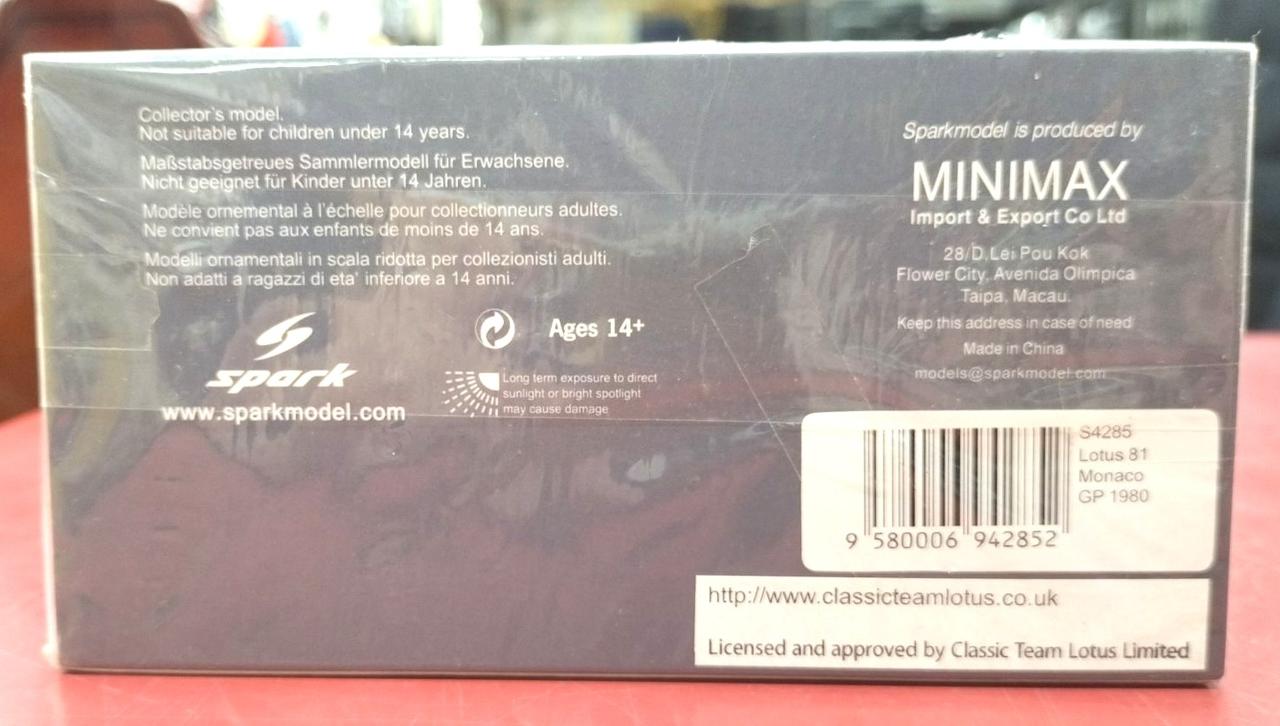 Collector's model.
Not suitable for children under 14 years.
Maßstabsgetreues Sammlermodell für Erwachsene.
Nicht geeignet für Kinder unter 14 Jahren.
Modèle ornemental à l'échelle pour collectionneurs adultes.
Ne convient pas aux enfants de moins de 14 ans.
Modelli ornamentali in scala ridotta per collezionisti adulti.
Non adatti a ragazzi di eta' inferiore a 14 anni.
spark
www.sparkmodel.com
Ages 14+
Long term exposure to direct
sunlight or bright spotlight
may cause damage
Sparkmodel is produced by
MINIMAX
Import & Export Co Ltd
28/D.Lei Pou Kok
Flower City, Avenida Olimpica
Taipa, Macau.
Keep this address in case of need
Made in China
models@sparkmodel.com
S4285
Lotus 81
Monaco
GP 1980
9 580006 942852
http://www.classicteamlotus.co.uk
Licensed and approved by Classic Team Lotus Limited